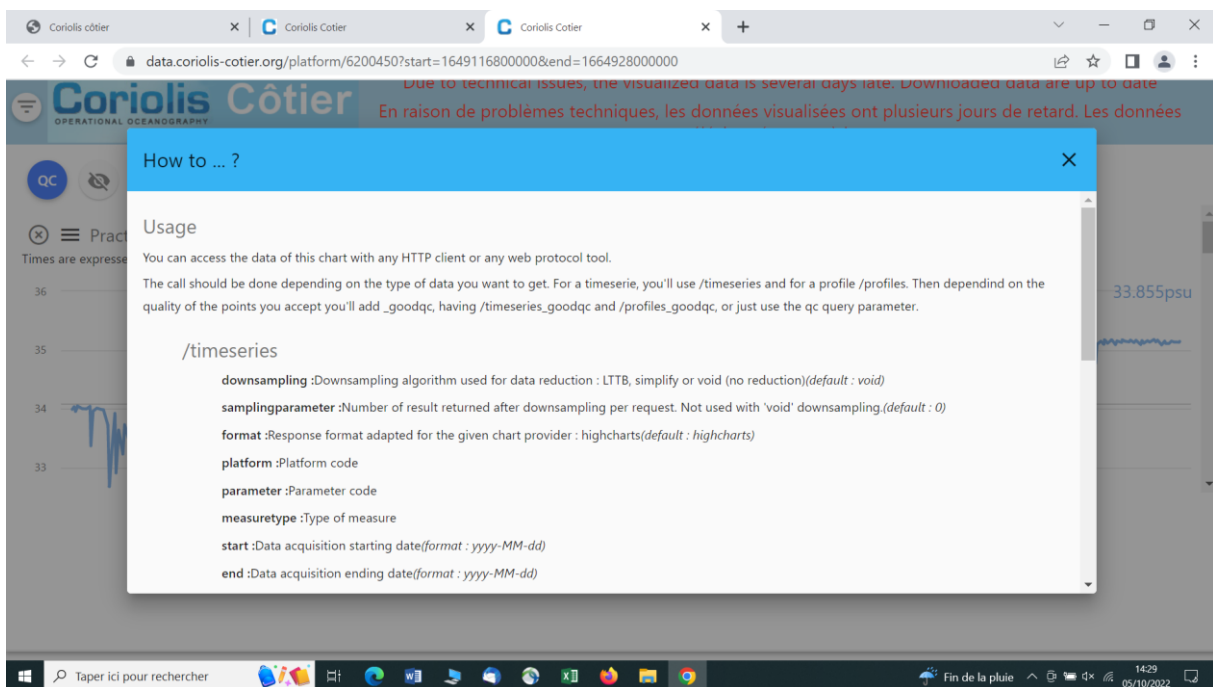 Coriolis côtier
Coriolis Cotier
Coriolis Cotier
data.coriolis-cotier.org/platform/6200450?start=1649116800000&end=1664928000000
Coriolis Côtier
OPERATIONAL OCEANOGRAPHY
Due to technical issues, the visualized data is several days late. Downloaded data are up to date
En raison de problèmes techniques, les données visualisées ont plusieurs jours de retard. Les données
How to ... ?
QC
Pract
Times are expresse
36
35
34
33
33.855psu
Usage
You can access the data of this chart with any HTTP client or any web protocol tool.
The call should be done depending on the type of data you want to get. For a timeserie, you'll use /timeseries and for a profile /profiles. Then dependind on the
quality of the points you accept you'll add _goodqc, having /timeseries_goodqc and /profiles_goodqc, or just use the qc query parameter.
/timeseries
downsampling :Downsampling algorithm used for data reduction : LTTB, simplify or void (no reduction)(default : void)
samplingparameter :Number of result returned after downsampling per request. Not used with 'void' downsampling.(default : 0)
format :Response format adapted for the given chart provider : highcharts(default : highcharts)
platform :Platform code
parameter :Parameter code
measuretype :Type of measure
start :Data acquisition starting date(format : yyyy-MM-dd)
end :Data acquisition ending date(format : yyyy-MM-dd)
Taper ici pour rechercher
Fin de la pluie
14:29
05/10/2022